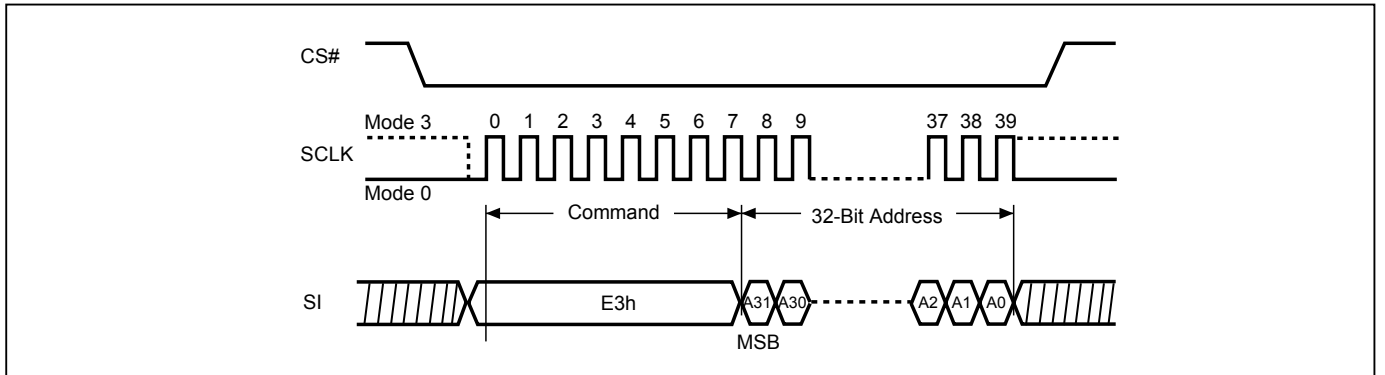 CS#
Mode 3
0 1 2 3 4 5 6 7 8 9 37 38 39
SCLK
Mode 0
Command 32-Bit Address
SI E3h A31 A30 A2 A1 A0
MSB